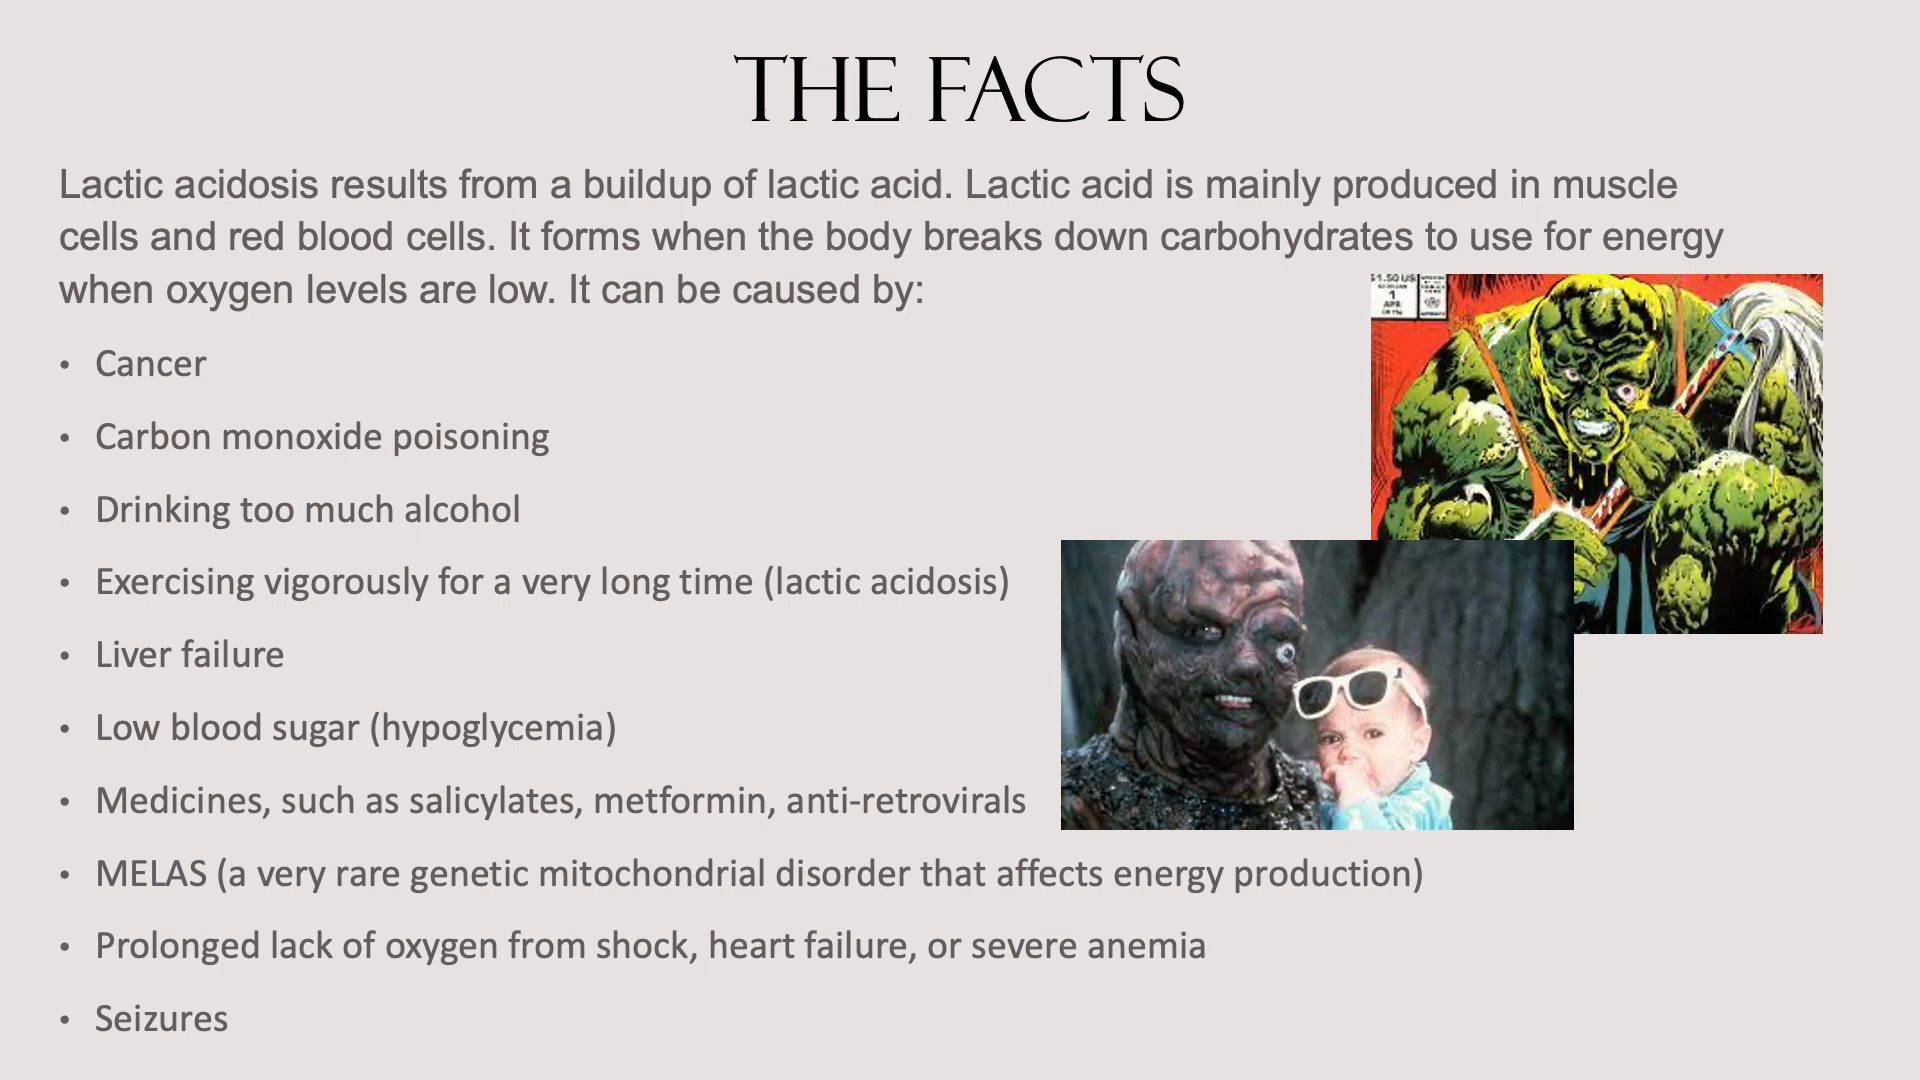 THE FACTS
Lactic acidosis results from a buildup of lactic acid. Lactic acid is mainly produced in muscle
cells and red blood cells. It forms when the body breaks down carbohydrates to use for energy
when oxygen levels are low. It can be caused by:
$1.50 US
1
APR
• Cancer
• Carbon monoxide poisoning
• Drinking too much alcohol
• Exercising vigorously for a very long time (lactic acidosis)
• Liver failure
• Low blood sugar (hypoglycemia)
• Medicines, such as salicylates, metformin, anti-retrovirals
• MELAS (a very rare genetic mitochondrial disorder that affects energy production)
• Prolonged lack of oxygen from shock, heart failure, or severe anemia
• Seizures